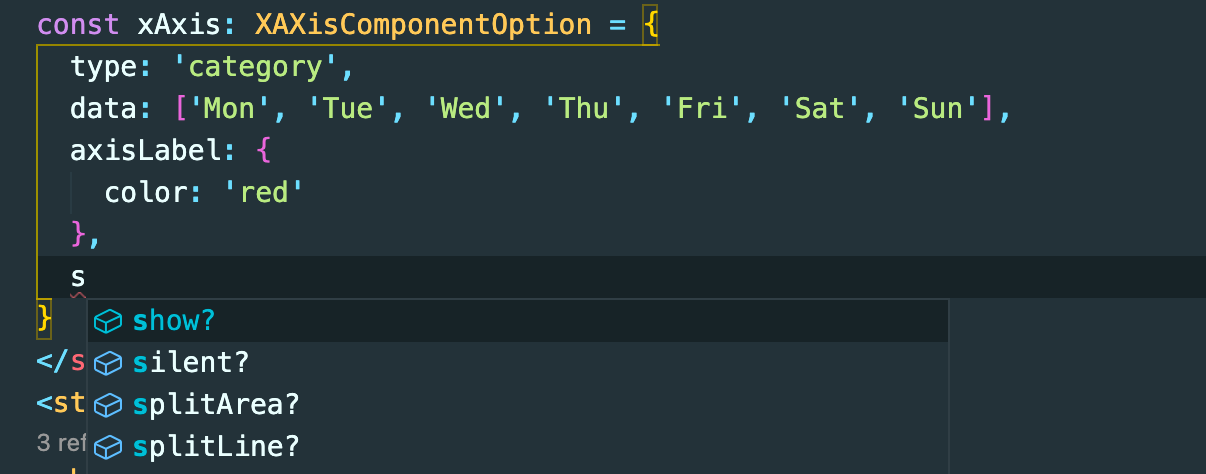 const xAxis: XAXisComponentOption = {
type: 'category',
data: ['Mon', 'Tue', 'Wed', 'Thu', 'Fri', 'Sat', 'Sun'],
axisLabel: {
color: 'red'
},
s
}
show?
</s
silent?
<st
splitArea?
3 ref
splitLine?